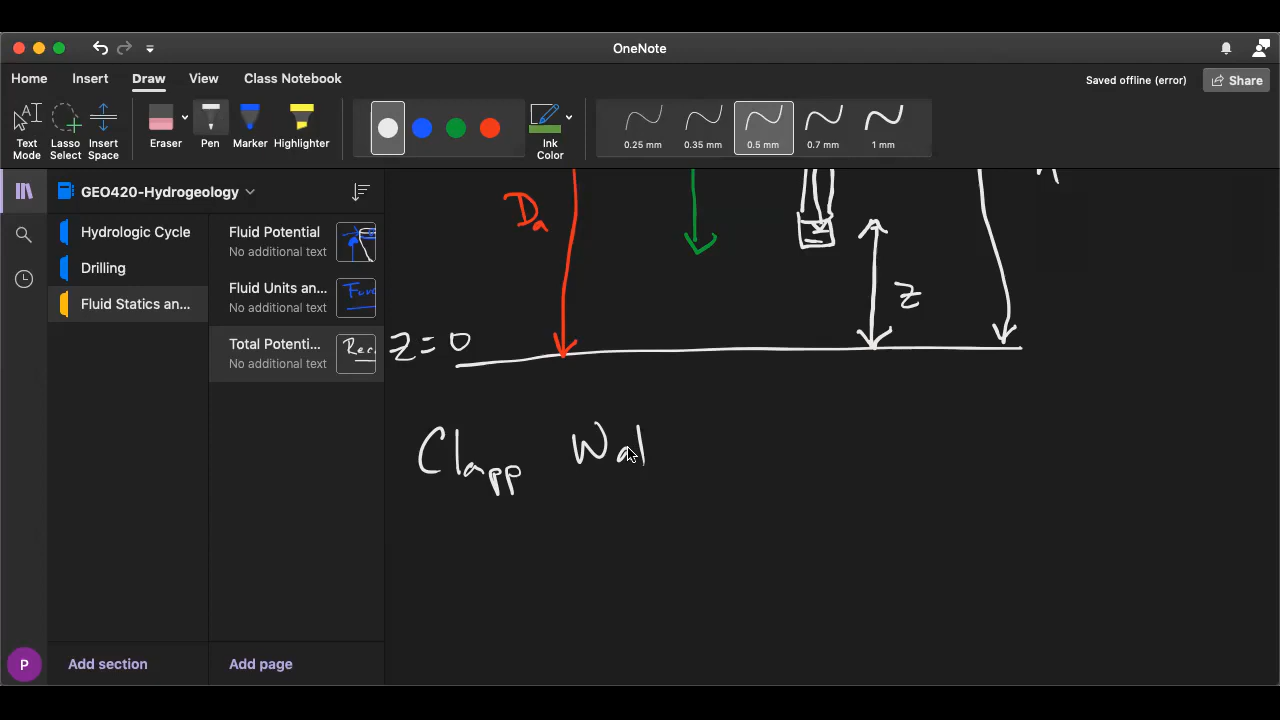 OneNote
Home Insert Draw View Class Notebook
Saved offline (error) Share
Text Mode
Lasso Select
Insert Space
Eraser
Pen
Marker
Highlighter
Ink Color
0.25 mm 0.35 mm 0.5 mm 0.7 mm 1 mm
GEO420-Hydrogeology
Hydrologic Cycle
Drilling
Fluid Statics an...
Fluid Potential
No additional text
Fluid Units an...
No additional text
Total Potenti...
No additional text
Rec
Da
z
z = 0
Clapp Wal
P
Add section
Add page